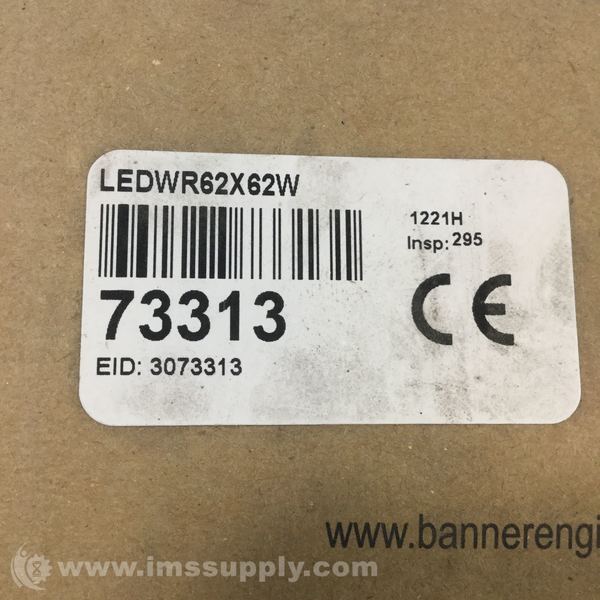 LEDWR62X62W
1221H
Insp: 295
73313
CE
EID: 3073313
www.bannerengi
www.imssupply.com